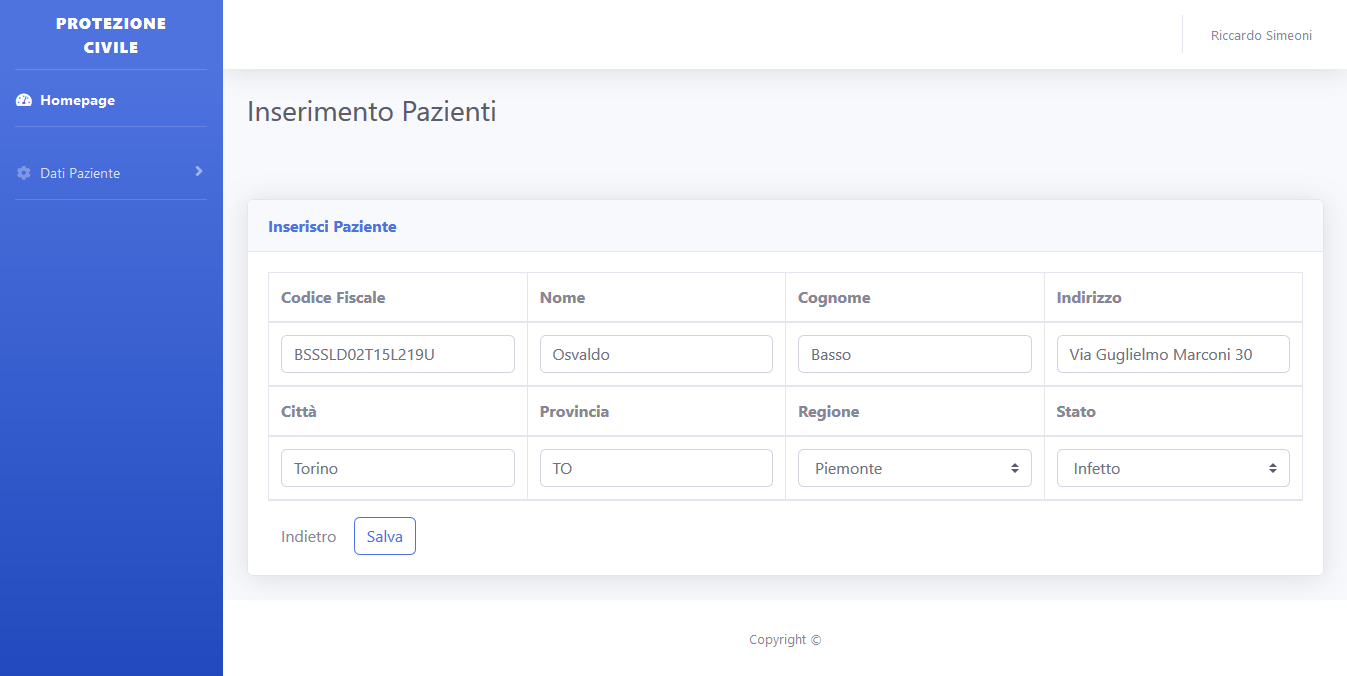 PROTEZIONE
CIVILE
Riccardo Simeoni
Homepage
Dati Paziente
Inserimento Pazienti
Inserisci Paziente
Codice Fiscale Nome Cognome Indirizzo
BSSSLD02T15L219U Osvaldo Basso Via Guglielmo Marconi 30
Città Provincia Regione Stato
Torino TO Piemonte Infetto
Indietro Salva
Copyright ©